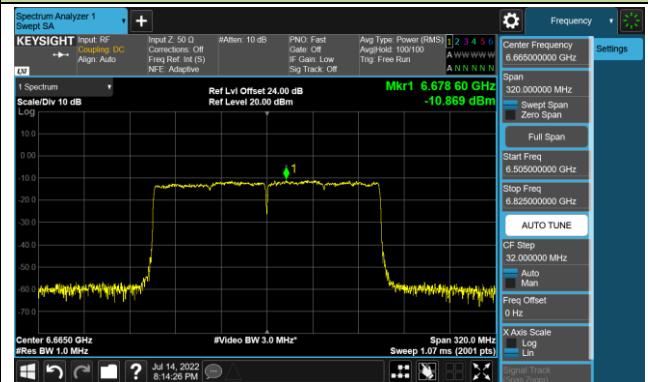 Spectrum Analyzer 1
Swept SA
Frequency
KEYSIGHT
Input: RF
Coupling: DC
Align: Auto
Input Z: 50 Ω
Corrections: Off
Freq Ref: Int (S)
NFE: Adaptive
#Atten: 10 dB
PNO: Fast
Gate: Off
IF Gain: Low
Sig Track: Off
Avg Type: Power (RMS)
Avg|Hold: 100/100
Trig: Free Run
1 2 3 4 5 6
A W W W W W
A N N N N N
LXI
1 Spectrum
Scale/Div 10 dB
Log
Ref Lvl Offset 24.00 dB
Ref Level 20.00 dBm
Mkr1 6.678 60 GHz
-10.869 dBm
10.0
0.00
-10.0
-20.0
-30.0
-40.0
-50.0
-60.0
-70.0
1
Center 6.6650 GHz
#Res BW 1.0 MHz
#Video BW 3.0 MHz*
Span 320.0 MHz
Sweep 1.07 ms (2001 pts)
Jul 14, 2022
8:14:26 PM
Center Frequency
6.665000000 GHz
Settings
Span
320.000000 MHz
Swept Span
Zero Span
Full Span
Start Freq
6.505000000 GHz
Stop Freq
6.825000000 GHz
AUTO TUNE
CF Step
32.000000 MHz
Auto
Man
Freq Offset
0 Hz
X Axis Scale
Log
Lin
Signal Track
(Span Zoom)